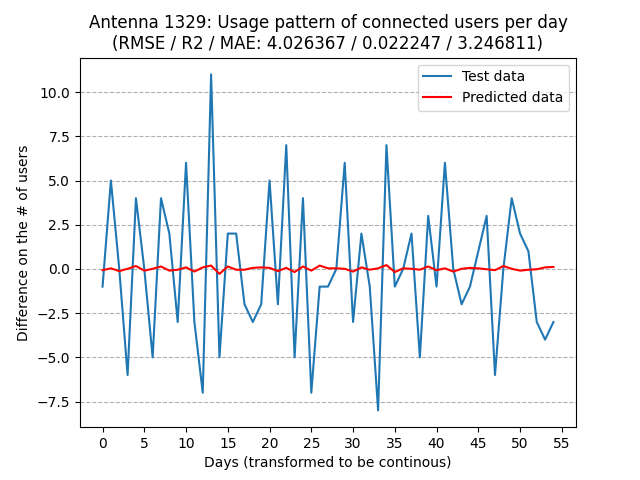 Antenna 1329: Usage pattern of connected users per day
(RMSE / R2 / MAE: 4.026367 / 0.022247 / 3.246811)
Test data
Predicted data
Difference on the # of users
10.0
7.5
5.0
2.5
0.0
−2.5
−5.0
−7.5
0 5 10 15 20 25 30 35 40 45 50 55
Days (transformed to be continous)